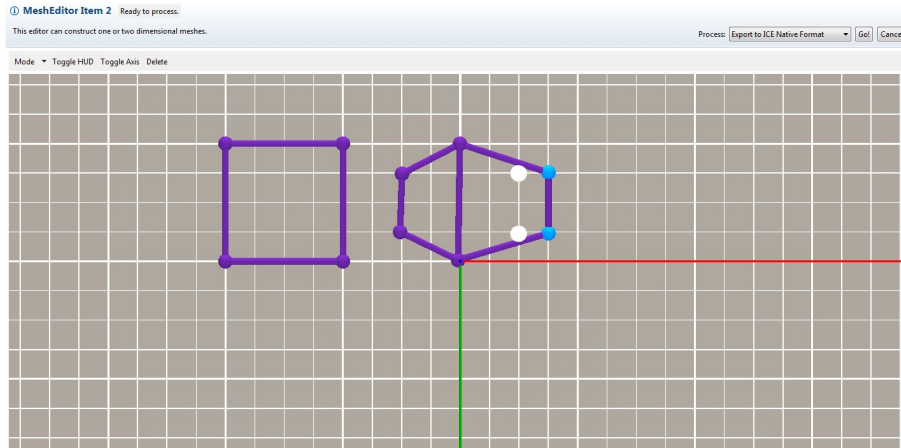 MeshEditor Item 2 Ready to process.
This editor can construct one or two dimensional meshes.
Process: Export to ICE Native Format Go! Cance
Mode Toggle HUD Toggle Axis Delete